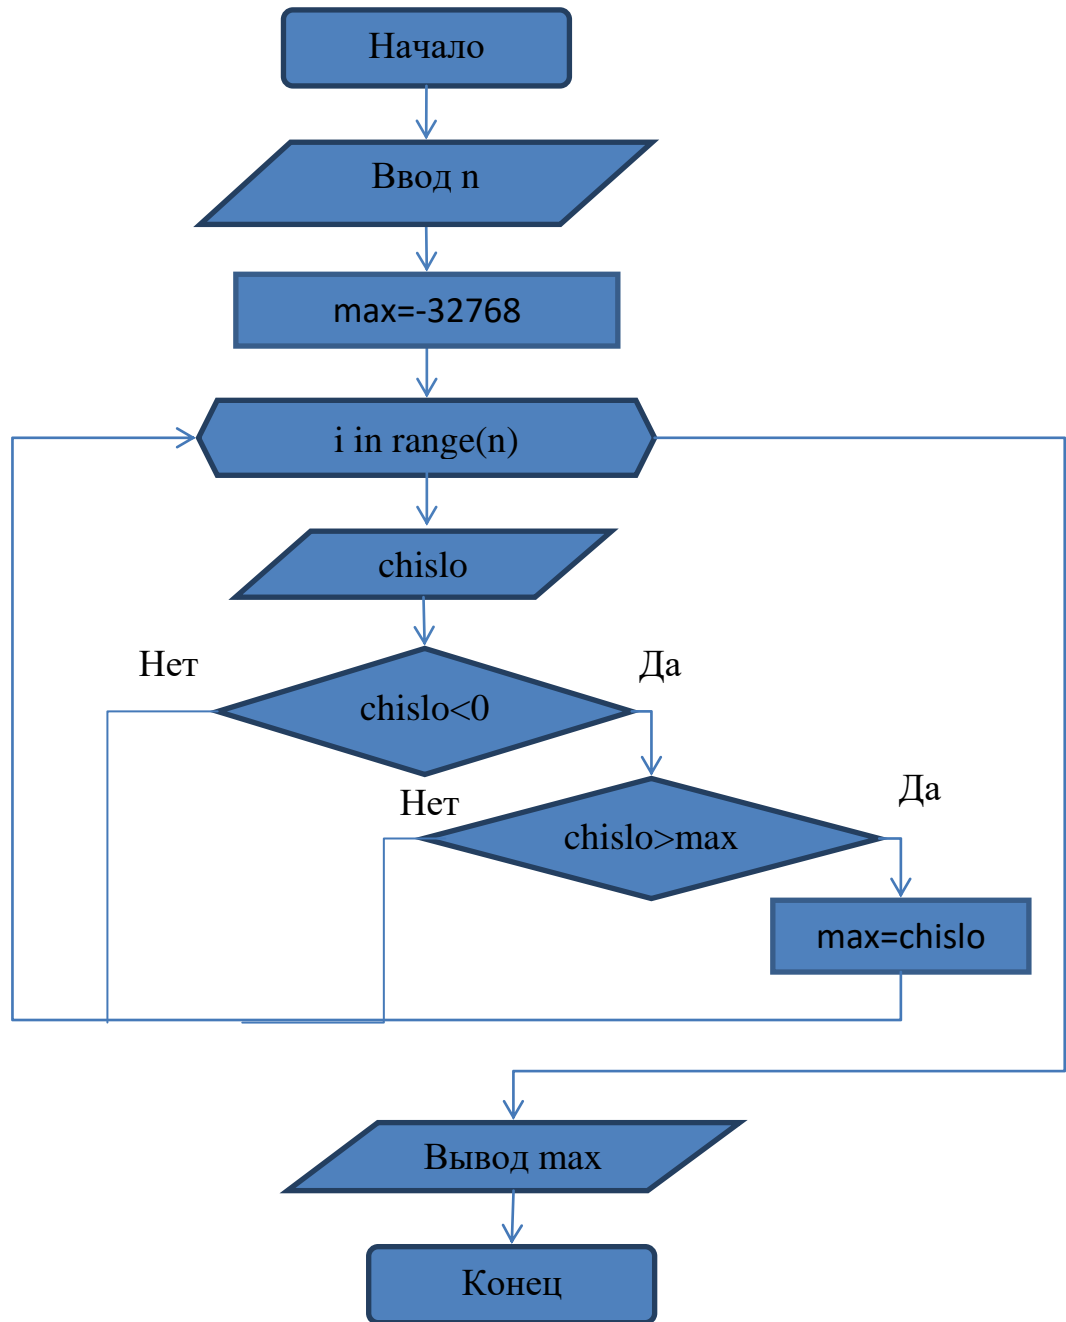 Начало
Ввод n
max=-32768
i in range(n)
chislo
Нет
Да
chislo<0
Нет
Да
chislo>max
max=chislo
Вывод max
Конец